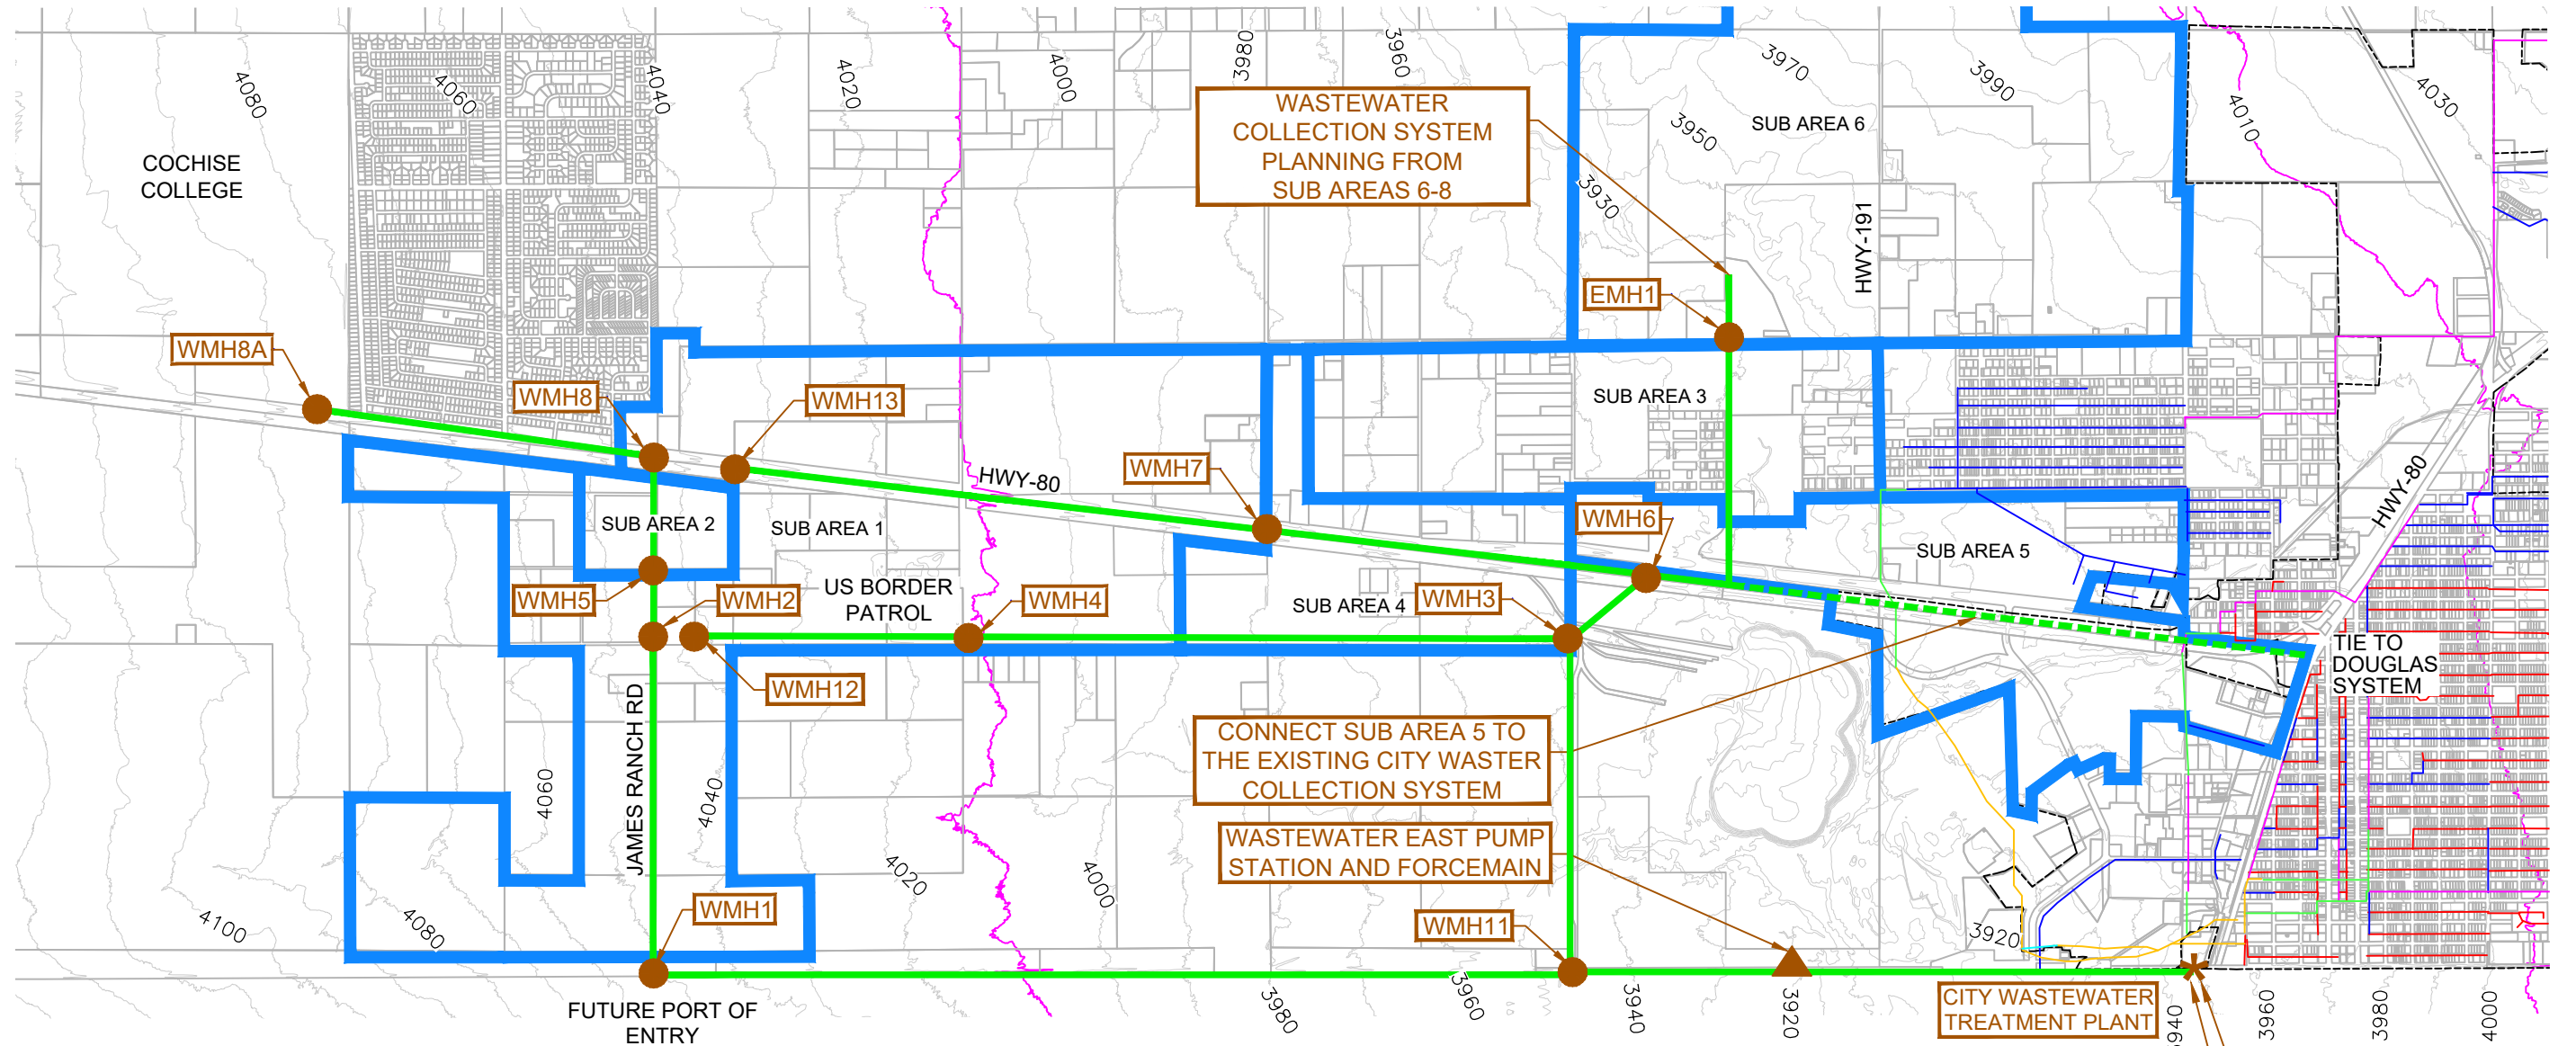 4080
4060
4040
4020
4000
3980
3960
3970
3990
4010
4030
WASTEWATER
COLLECTION SYSTEM
PLANNING FROM
SUB AREAS 6-8
SUB AREA 6
3950
3930
COCHISE
COLLEGE
HWY-191
EMH1
WMH8A
WMH8
WMH13
SUB AREA 3
WMH7
HWY-80
HWY-80
SUB AREA 2
SUB AREA 1
WMH6
SUB AREA 5
US BORDER
PATROL
WMH5
WMH2
WMH4
SUB AREA 4
WMH3
TIE TO
DOUGLAS
SYSTEM
WMH12
JAMES RANCH RD
CONNECT SUB AREA 5 TO
THE EXISTING CITY WASTER
COLLECTION SYSTEM
4060
4040
WASTEWATER EAST PUMP
STATION AND FORCEMAIN
4020
4000
4100
4080
WMH1
WMH11
3920
FUTURE PORT OF
ENTRY
3980
3960
3940
3920
CITY WASTEWATER
TREATMENT PLANT
3940
3960
3980
4000